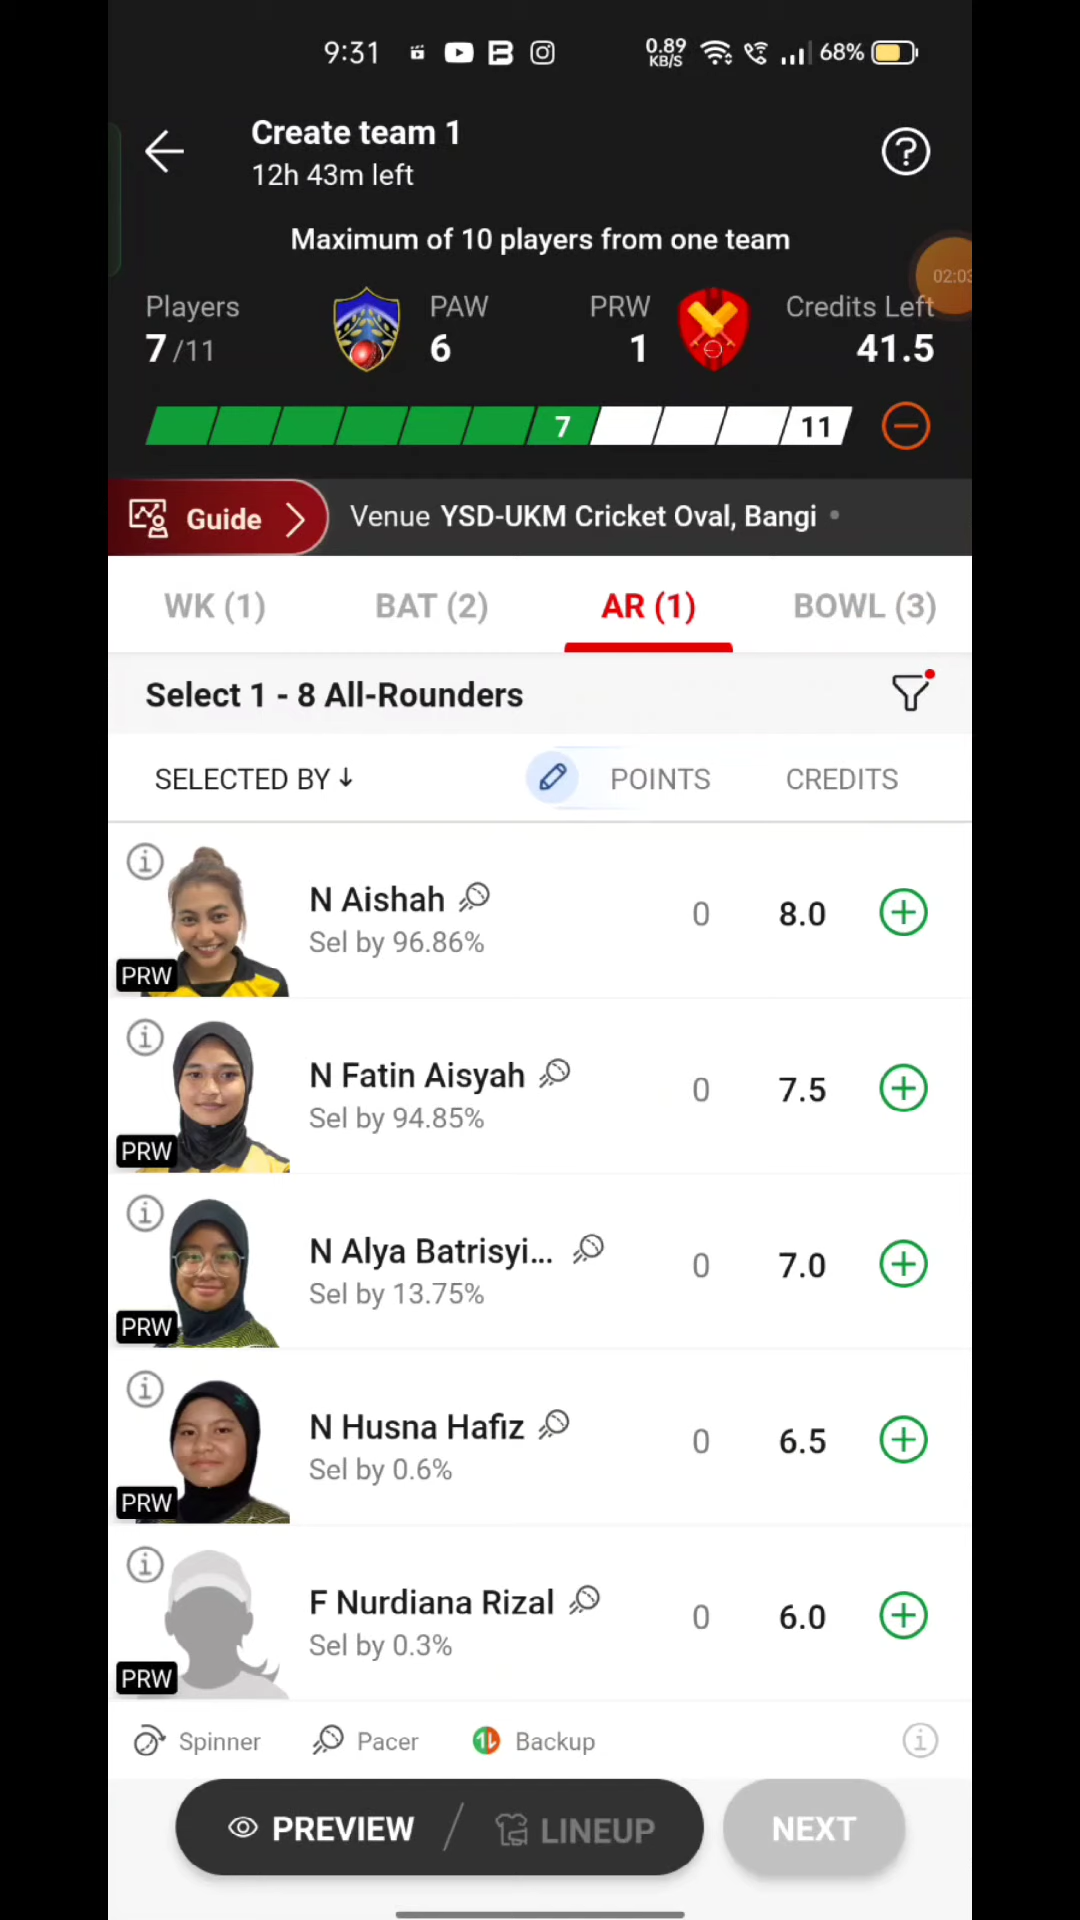 9:31
0.89 KB/S
68%
Create team 1
12h 43m left
Maximum of 10 players from one team
02:03
Players
PAW
PRW
Credits Left
7/11
6
1
41.5
7
11
Guide
Venue YSD-UKM Cricket Oval, Bangi
WK (1)
BAT (2)
AR (1)
BOWL (3)
Select 1 - 8 All-Rounders
SELECTED BY ↓
POINTS
CREDITS
N Aishah
0
8.0
Sel by 96.86%
PRW
N Fatin Aisyah
0
7.5
Sel by 94.85%
PRW
N Alya Batrisyi...
0
7.0
Sel by 13.75%
PRW
N Husna Hafiz
0
6.5
Sel by 0.6%
PRW
F Nurdiana Rizal
0
6.0
Sel by 0.3%
PRW
Spinner
Pacer
Backup
PREVIEW / LINEUP
NEXT